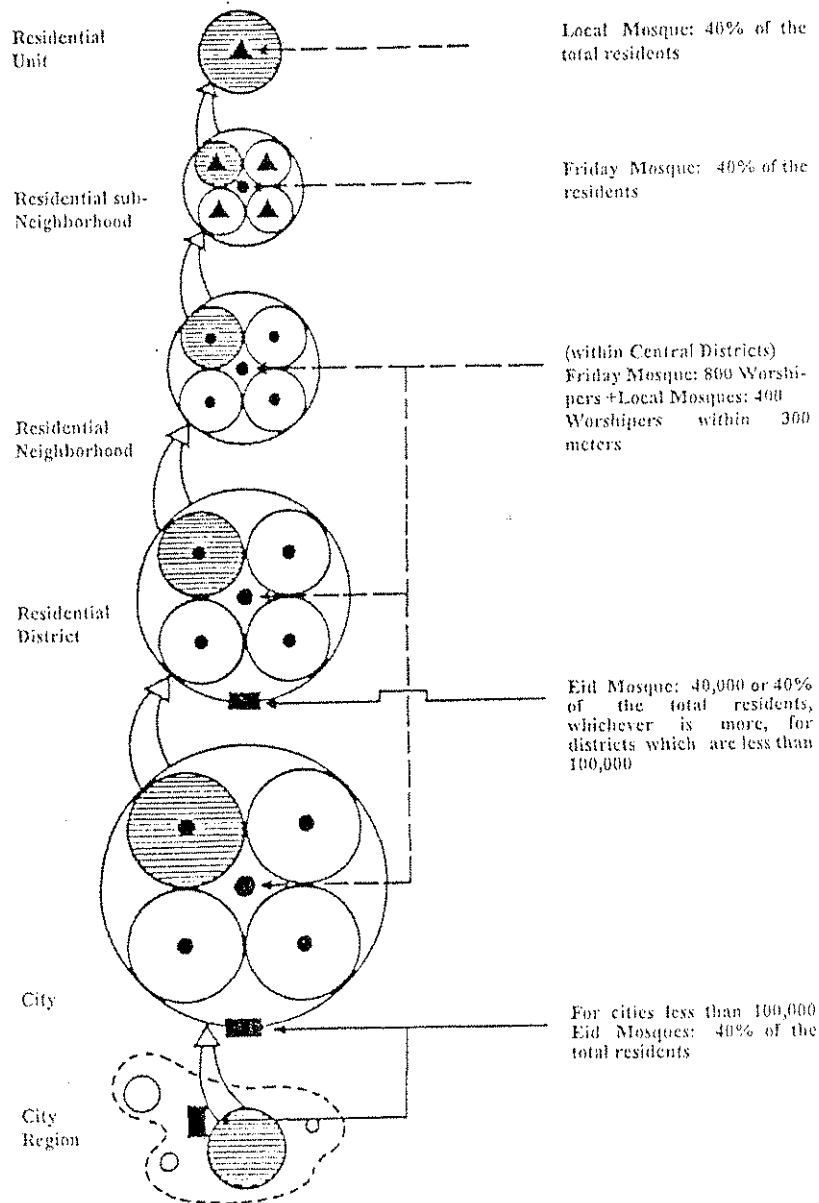 Residential
Unit
Local Mosque: 40% of the
total residents
Residential sub-
Neighborhood
Friday Mosque: 40% of the
residents
Residential
Neighborhood
(within Central Districts)
Friday Mosque: 800 Worshi-
pers +Local Mosques: 400
Worshipers within 300
meters
Residential
District
Eid Mosque: 40,000 or 40%
of the total residents,
whichever is more, for
districts which are less than
100,000
City
For cities less than 100,000
Eid Mosques: 40% of the
total residents
City
Region